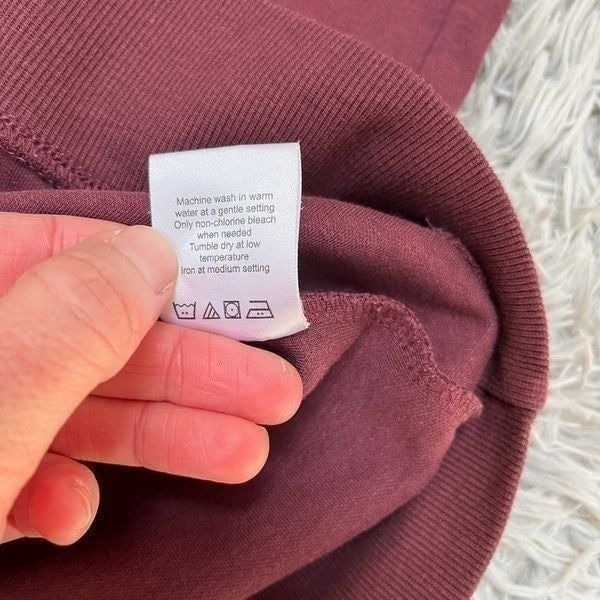 Machine wash in warm
water at a gentle setting
Only non-chlorine bleach
when needed
Tumble dry at low
temperature
Iron at medium setting